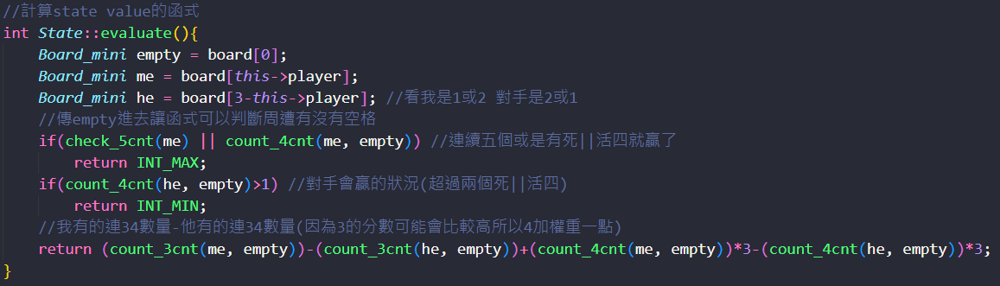 //計算state value的函式
int State::evaluate(){
    Board_mini empty = board[0];
    Board_mini me = board[this->player];
    Board_mini he = board[3-this->player]; //看我是1或2 對手是2或1
    //傳empty進去讓函式可以判斷周遭有沒有空格
    if(check_5cnt(me) || count_4cnt(me, empty)) //連續五個或是有死||活四就贏了
        return INT_MAX;
    if(count_4cnt(he, empty)>1) //對手會贏的狀況(超過兩個死||活四)
        return INT_MIN;
    //我有的連34數量-他有的連34數量(因為3的分數可能會比較高所以4加權重一點)
    return (count_3cnt(me, empty))-(count_3cnt(he, empty))+(count_4cnt(me, empty))*3-(count_4cnt(he, empty))*3;
}